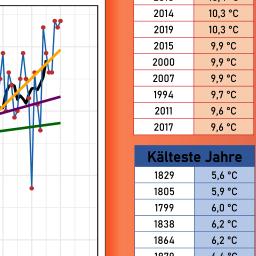 2014 10,3 °C
2019 10,3 °C
2015 9,9 °C
2000 9,9 °C
2007 9,9 °C
1994 9,7 °C
2011 9,6 °C
2017 9,6 °C
Kälteste Jahre
1829 5,6 °C
1805 5,9 °C
1799 6,0 °C
1838 6,2 °C
1864 6,2 °C